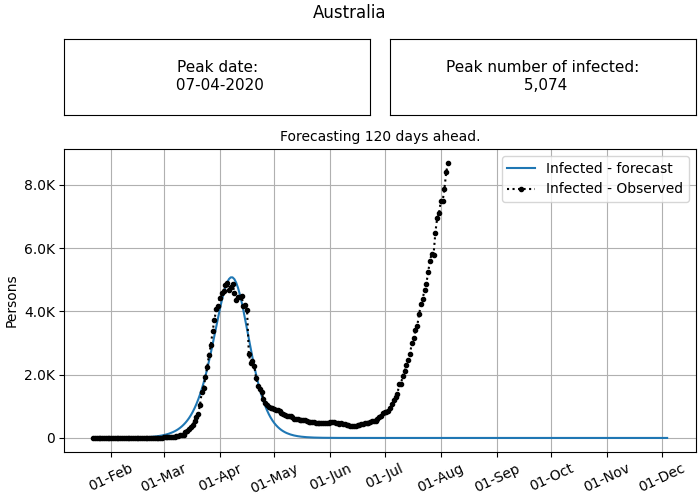 Australia
Peak date:
07-04-2020
Peak number of infected:
5,074
Forecasting 120 days ahead.
Infected - forecast
Infected - Observed
8.0K
6.0K
4.0K
2.0K
0
Persons
01-Feb
01-Mar
01-Apr
01-May
01-Jun
01-Jul
01-Aug
01-Sep
01-Oct
01-Nov
01-Dec